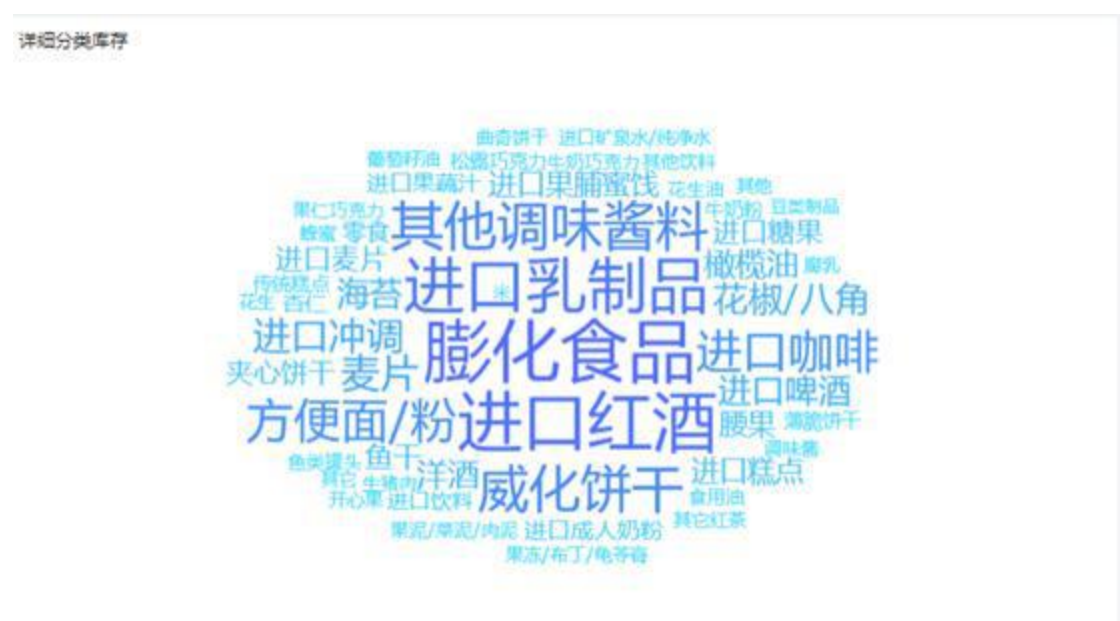 详细分类库存
曲奇饼干 进口矿泉水/纯净水
葡萄籽油 松露巧克力 牛奶巧克力 其他饮料
进口果蔬汁 进口果脯蜜饯 花生油 其他
果仁巧克力 其他调味酱料 牛奶粉 豆类制品
蜂蜜 零食 进口糖果
进口麦片 进口乳制品 橄榄油 腐乳
传统糕点 海苔 米 花椒/八角
花生 杏仁
进口冲调 膨化食品 进口咖啡
夹心饼干 麦片 进口啤酒
方便面/粉 进口红酒 腰果 薄脆饼干
调味酱
鱼类罐头 鱼干 洋酒 威化饼干 进口糕点
其它 生猪肉
开心果 进口饮料 食用油
果泥/菜泥/肉泥 进口成人奶粉 其它红茶
果冻/布丁/龟苓膏